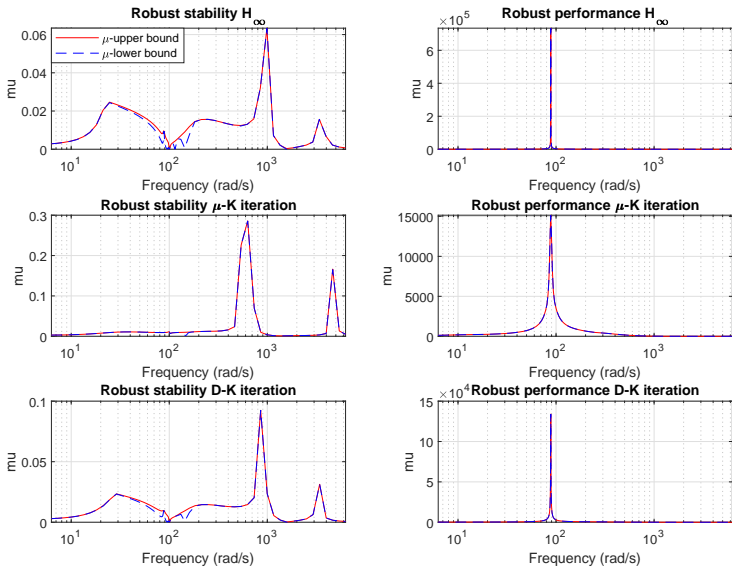 Robust stability H∞
μ-upper bound
μ-lower bound
mu
0.06
0.04
0.02
0
10¹ 10² 10³
Frequency (rad/s)
Robust performance H∞
×10⁵
mu
6
4
2
0
10¹ 10² 10³
Frequency (rad/s)
Robust stability μ-K iteration
mu
0.3
0.2
0.1
0
10¹ 10² 10³
Frequency (rad/s)
Robust performance μ-K iteration
mu
15000
10000
5000
0
10¹ 10² 10³
Frequency (rad/s)
Robust stability D-K iteration
mu
0.1
0.05
0
10¹ 10² 10³
Frequency (rad/s)
Robust performance D-K iteration
×10⁴
mu
15
10
5
0
10¹ 10² 10³
Frequency (rad/s)